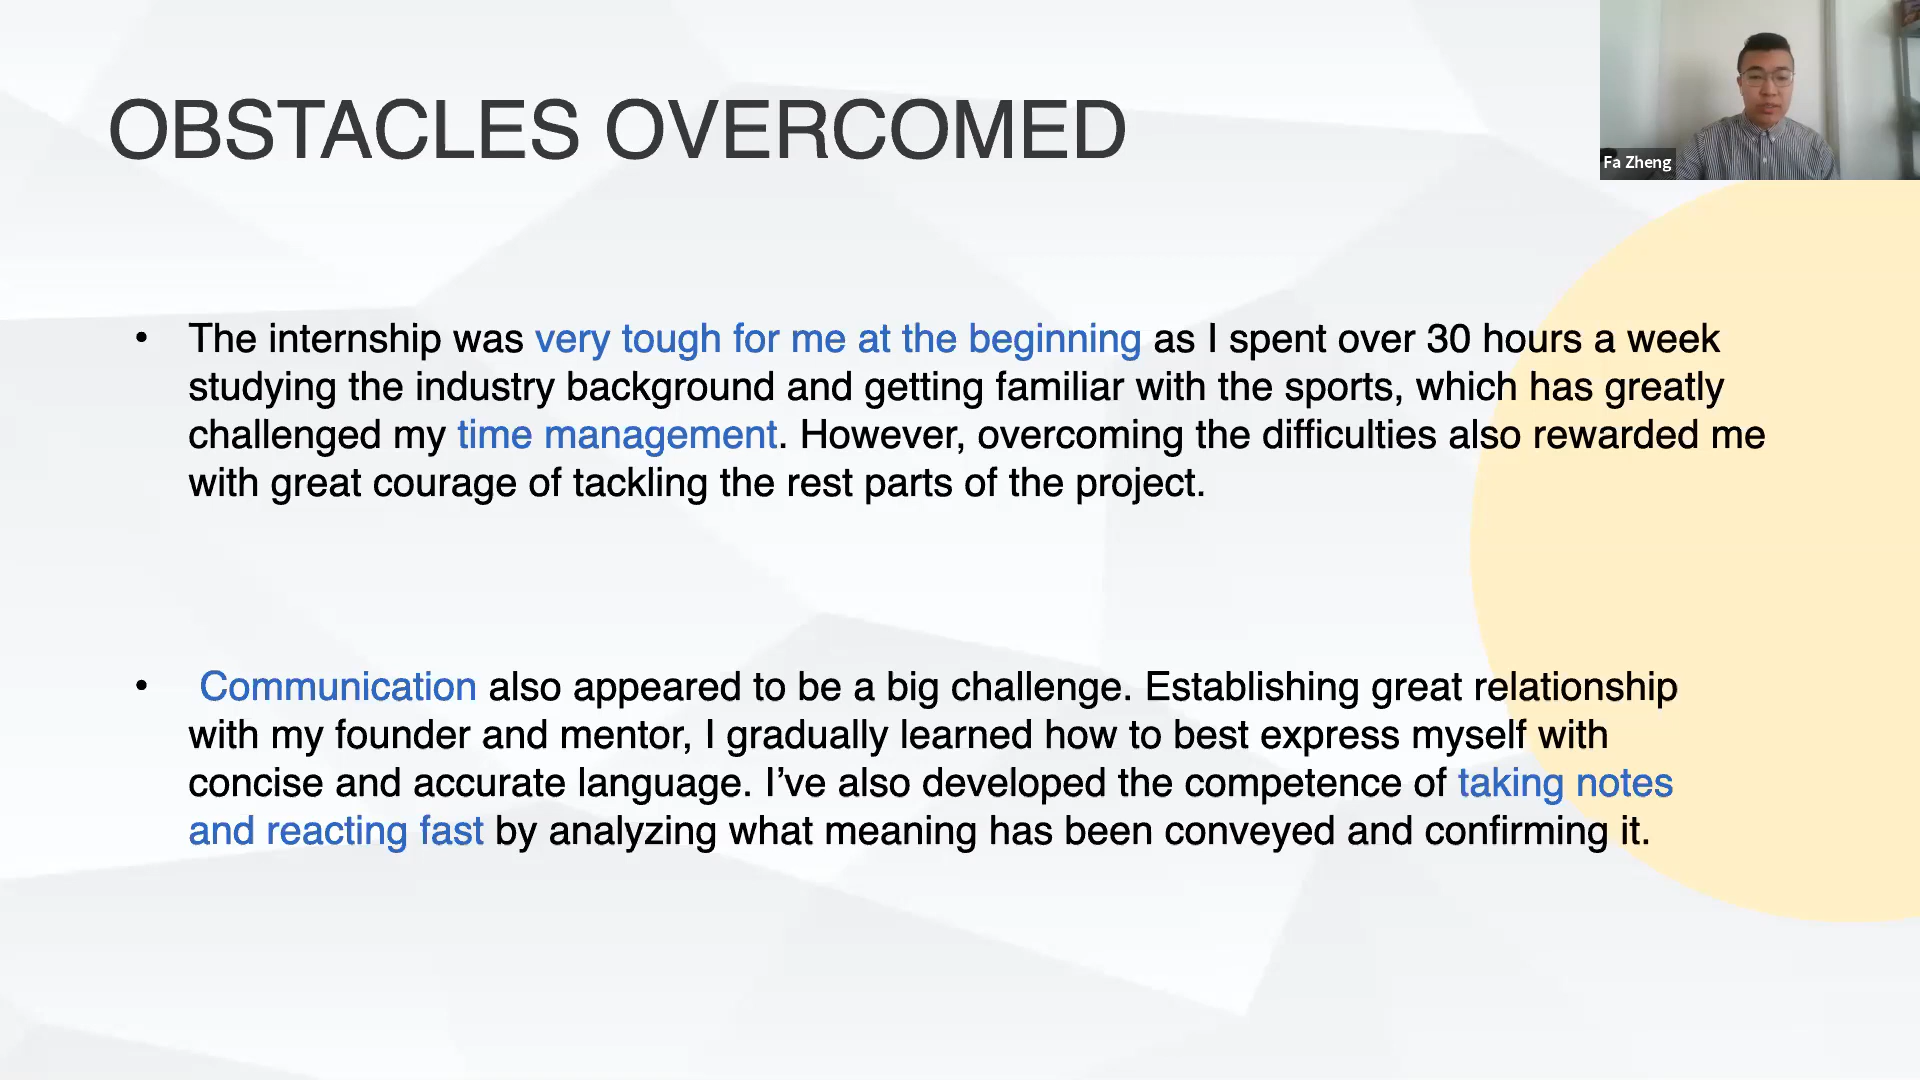 OBSTACLES OVERCOMED
Fa Zheng
• The internship was very tough for me at the beginning as I spent over 30 hours a week
studying the industry background and getting familiar with the sports, which has greatly
challenged my time management. However, overcoming the difficulties also rewarded me
with great courage of tackling the rest parts of the project.
• Communication also appeared to be a big challenge. Establishing great relationship
with my founder and mentor, I gradually learned how to best express myself with
concise and accurate language. I’ve also developed the competence of taking notes
and reacting fast by analyzing what meaning has been conveyed and confirming it.